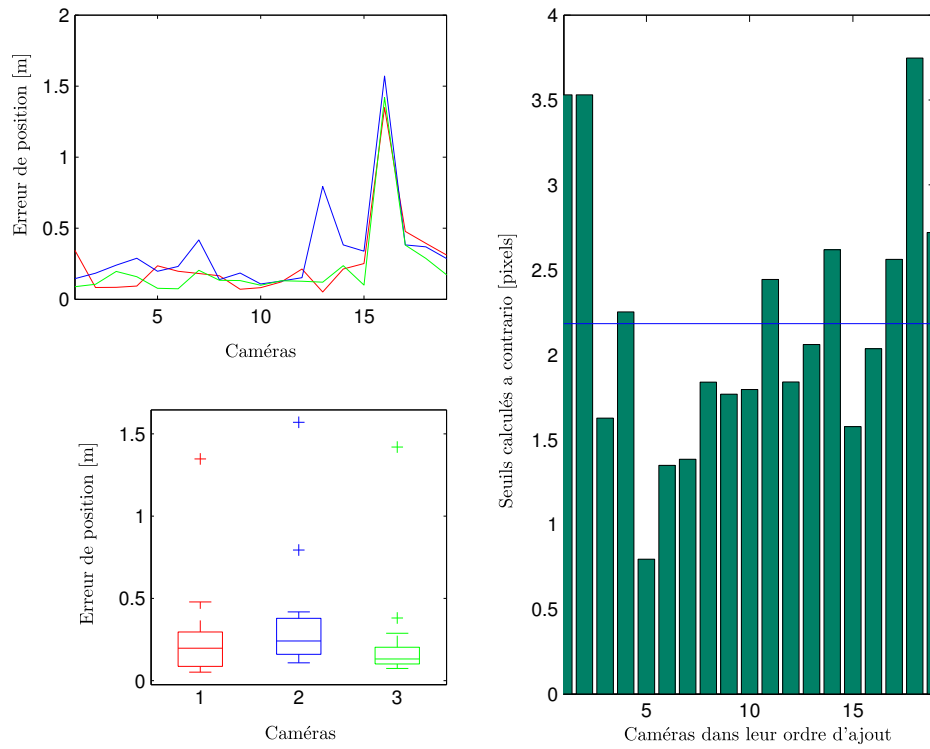 Erreur de position [m]
2
1.5
1
0.5
0
5 10 15
Caméras
Erreur de position [m]
1.5
1
0.5
0
1 2 3
Caméras
Seuils calculés a contrario [pixels]
4
3.5
3
2.5
2
1.5
1
0.5
0
5 10 15
Caméras dans leur ordre d'ajout